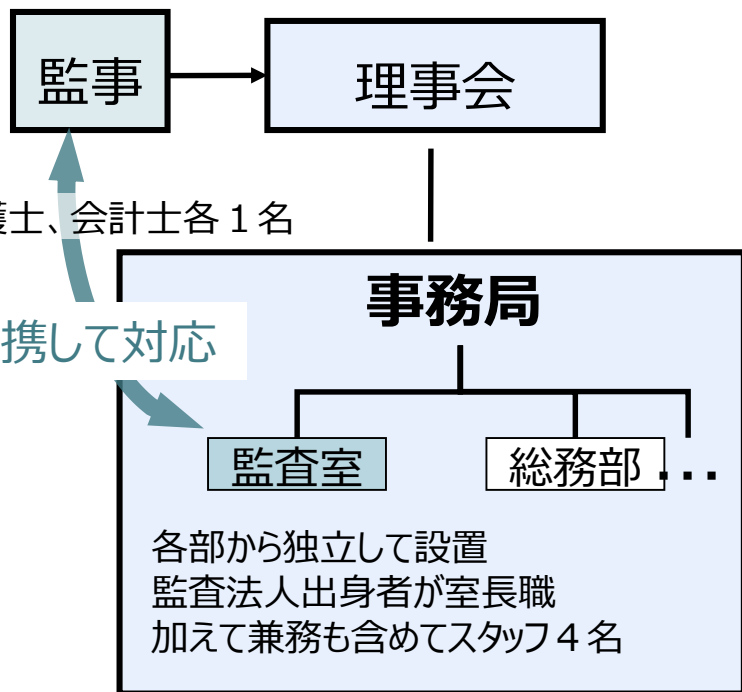 監事
理事会
護士、会計士各１名
事務局
携して対応
監査室
総務部 ...
各部から独立して設置
監査法人出身者が室長職
加えて兼務も含めてスタッフ４名